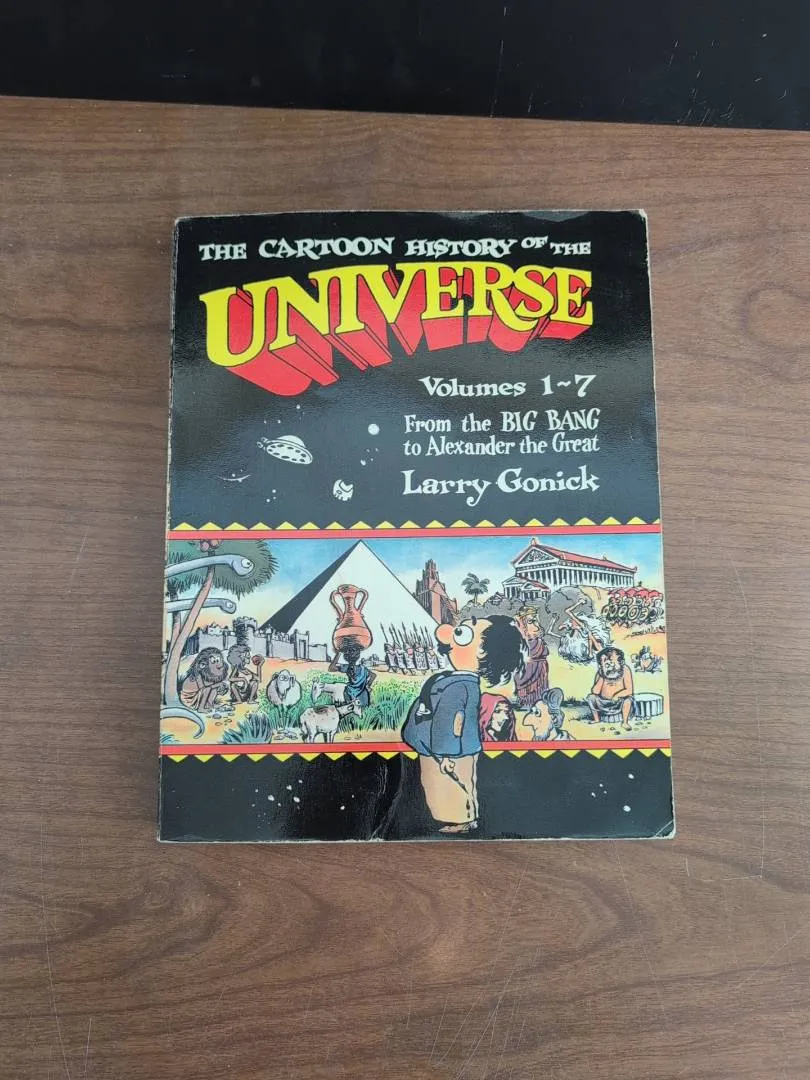 THE CARTOON HISTORY OF THE
UNIVERSE
Volumes 1~7
From the BIG BANG
to Alexander the Great
Larry Gonick